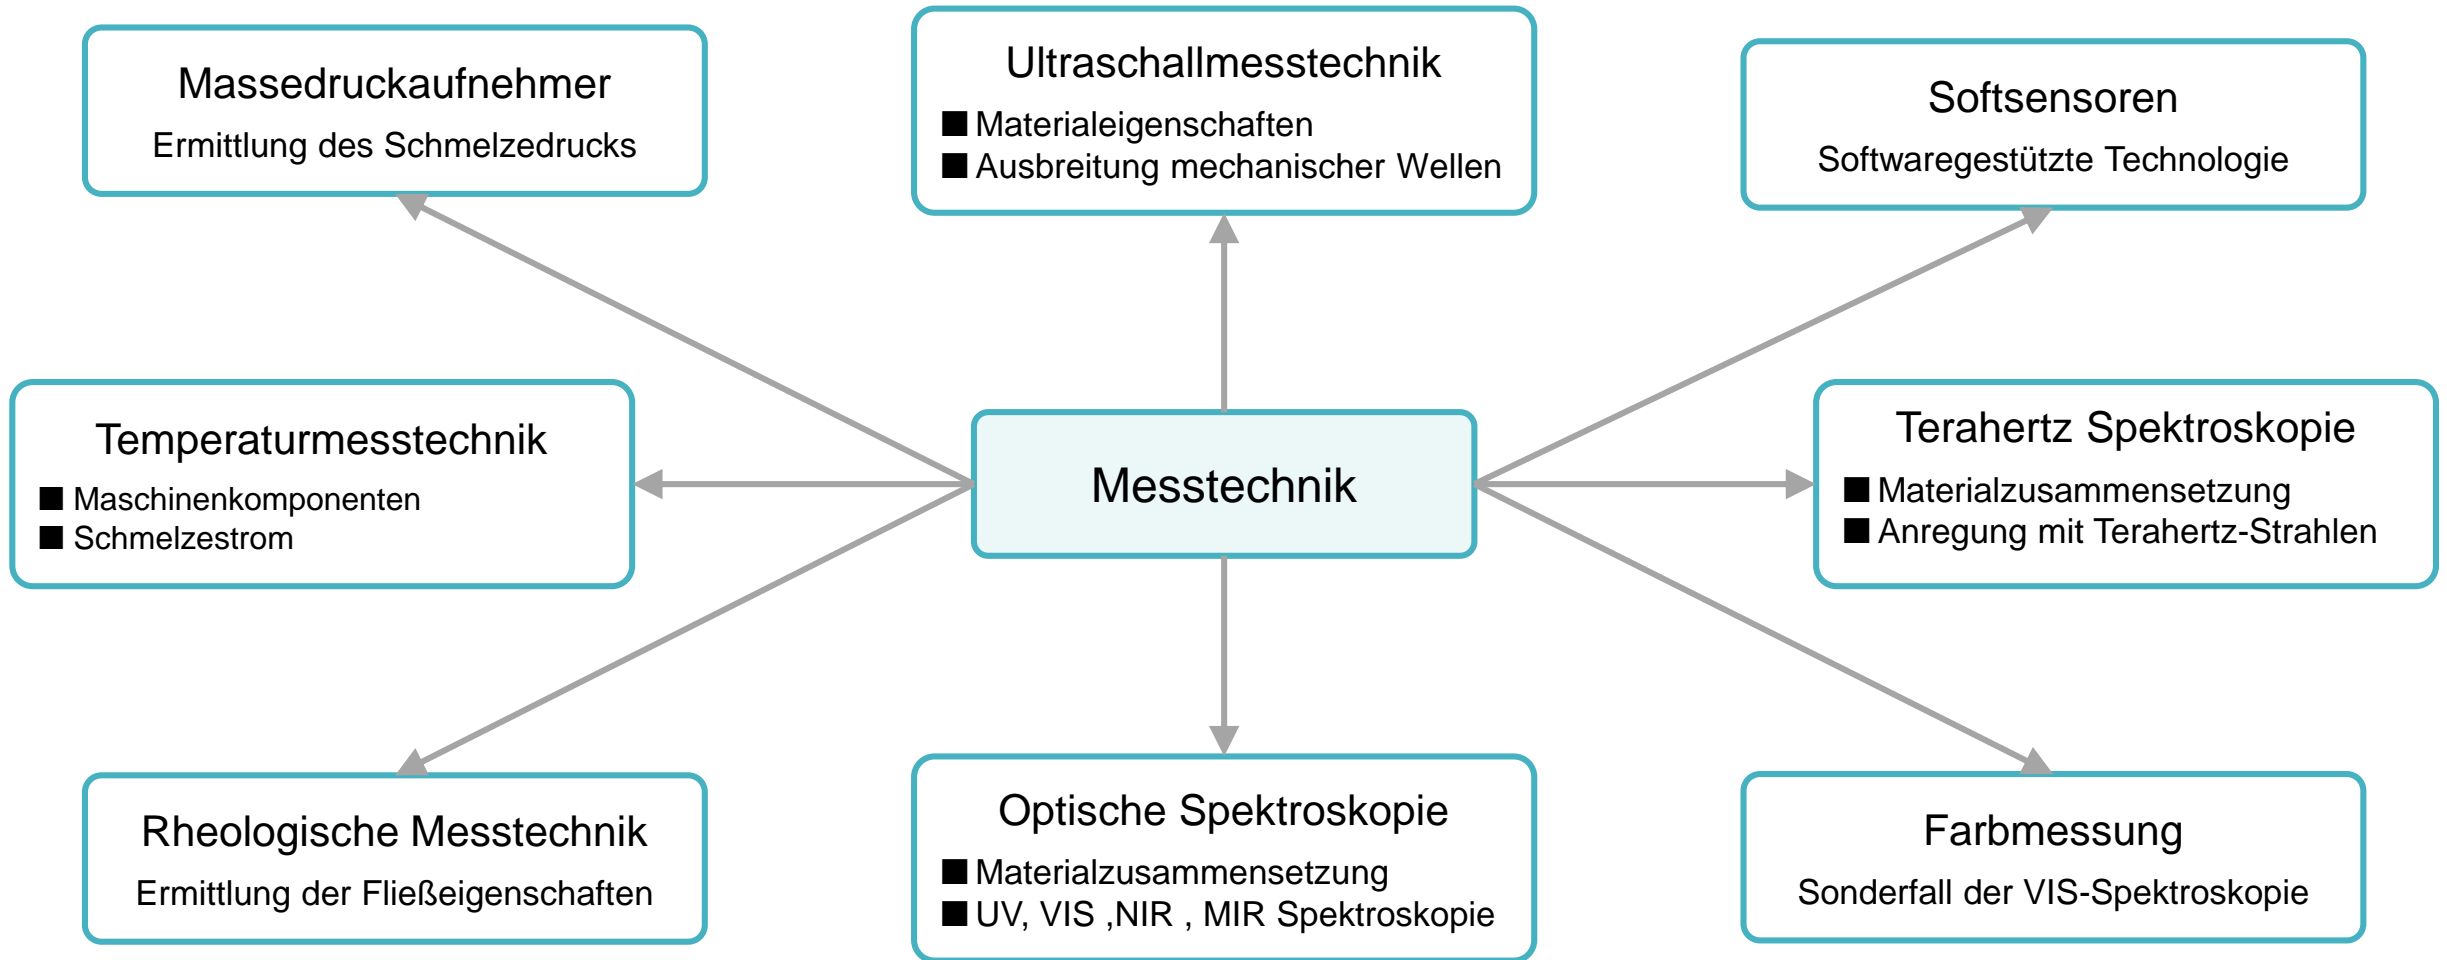 Massedruckaufnehmer
Ermittlung des Schmelzedrucks
Ultraschallmesstechnik
■ Materialeigenschaften
■ Ausbreitung mechanischer Wellen
Softsensoren
Softwaregestützte Technologie
Temperaturmesstechnik
■ Maschinenkomponenten
■ Schmelzestrom
Messtechnik
Terahertz Spektroskopie
■ Materialzusammensetzung
■ Anregung mit Terahertz-Strahlen
Rheologische Messtechnik
Ermittlung der Fließeigenschaften
Optische Spektroskopie
■ Materialzusammensetzung
■ UV, VIS ,NIR , MIR Spektroskopie
Farbmessung
Sonderfall der VIS-Spektroskopie